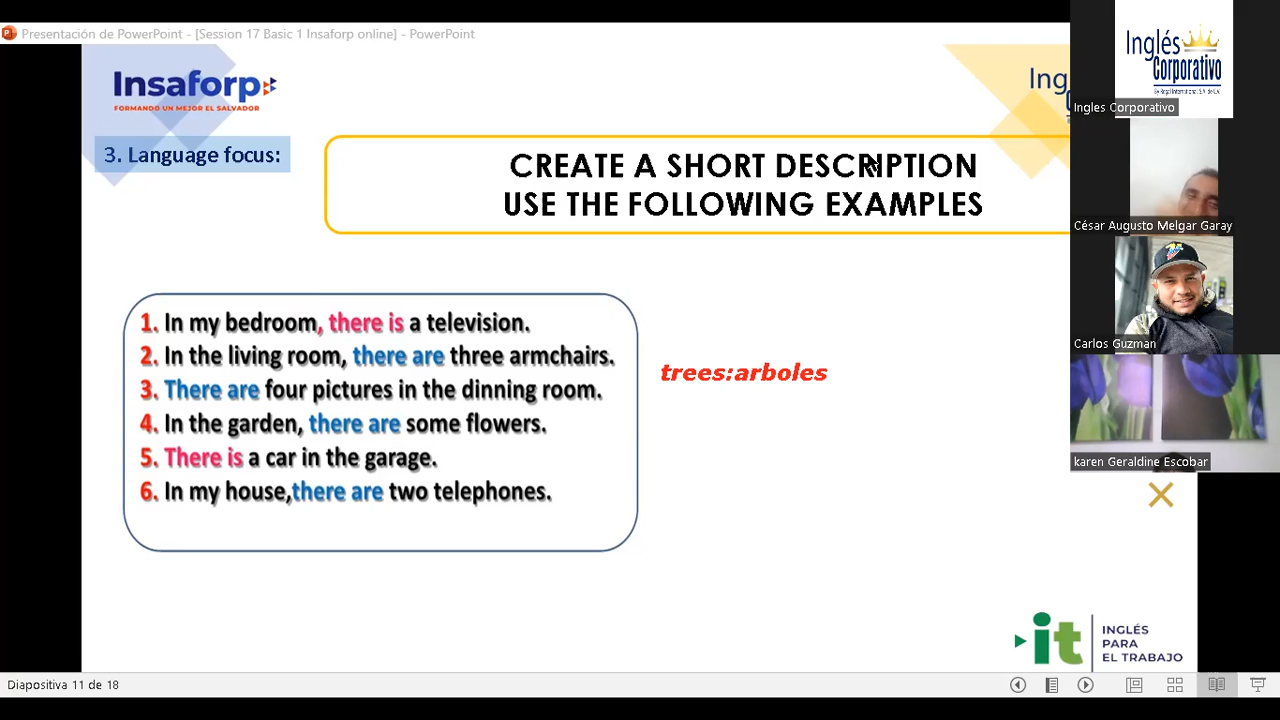 Presentación de PowerPoint - [Session 17 Basic 1 Insaforp online] - PowerPoint
Insaforp
FORMANDO UN MEJOR EL SALVADOR
Ing
3. Language focus:
CREATE A SHORT DESCRIPTION
USE THE FOLLOWING EXAMPLES
1. In my bedroom, there is a television.
2. In the living room, there are three armchairs.
3. There are four pictures in the dinning room.
4. In the garden, there are some flowers.
5. There is a car in the garage.
6. In my house,there are two telephones.
trees:arboles
Inglés
Corporativo
By Regal International S.A. de C.V.
Ingles Corporativo
César Augusto Melgar Garay
Carlos Guzman
karen Geraldine Escobar
it
INGLÉS
PARA
EL TRABAJO
Diapositiva 11 de 18